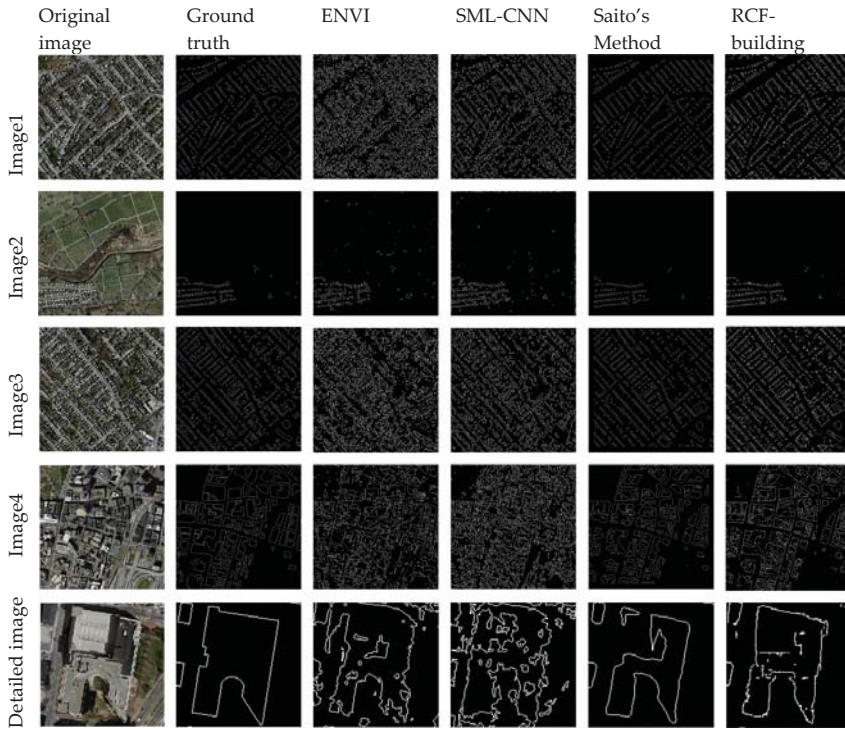 Original image
Ground truth
ENVI
SML-CNN
Saito's Method
RCF-building
Image1
Image2
Image3
Image4
Detailed image